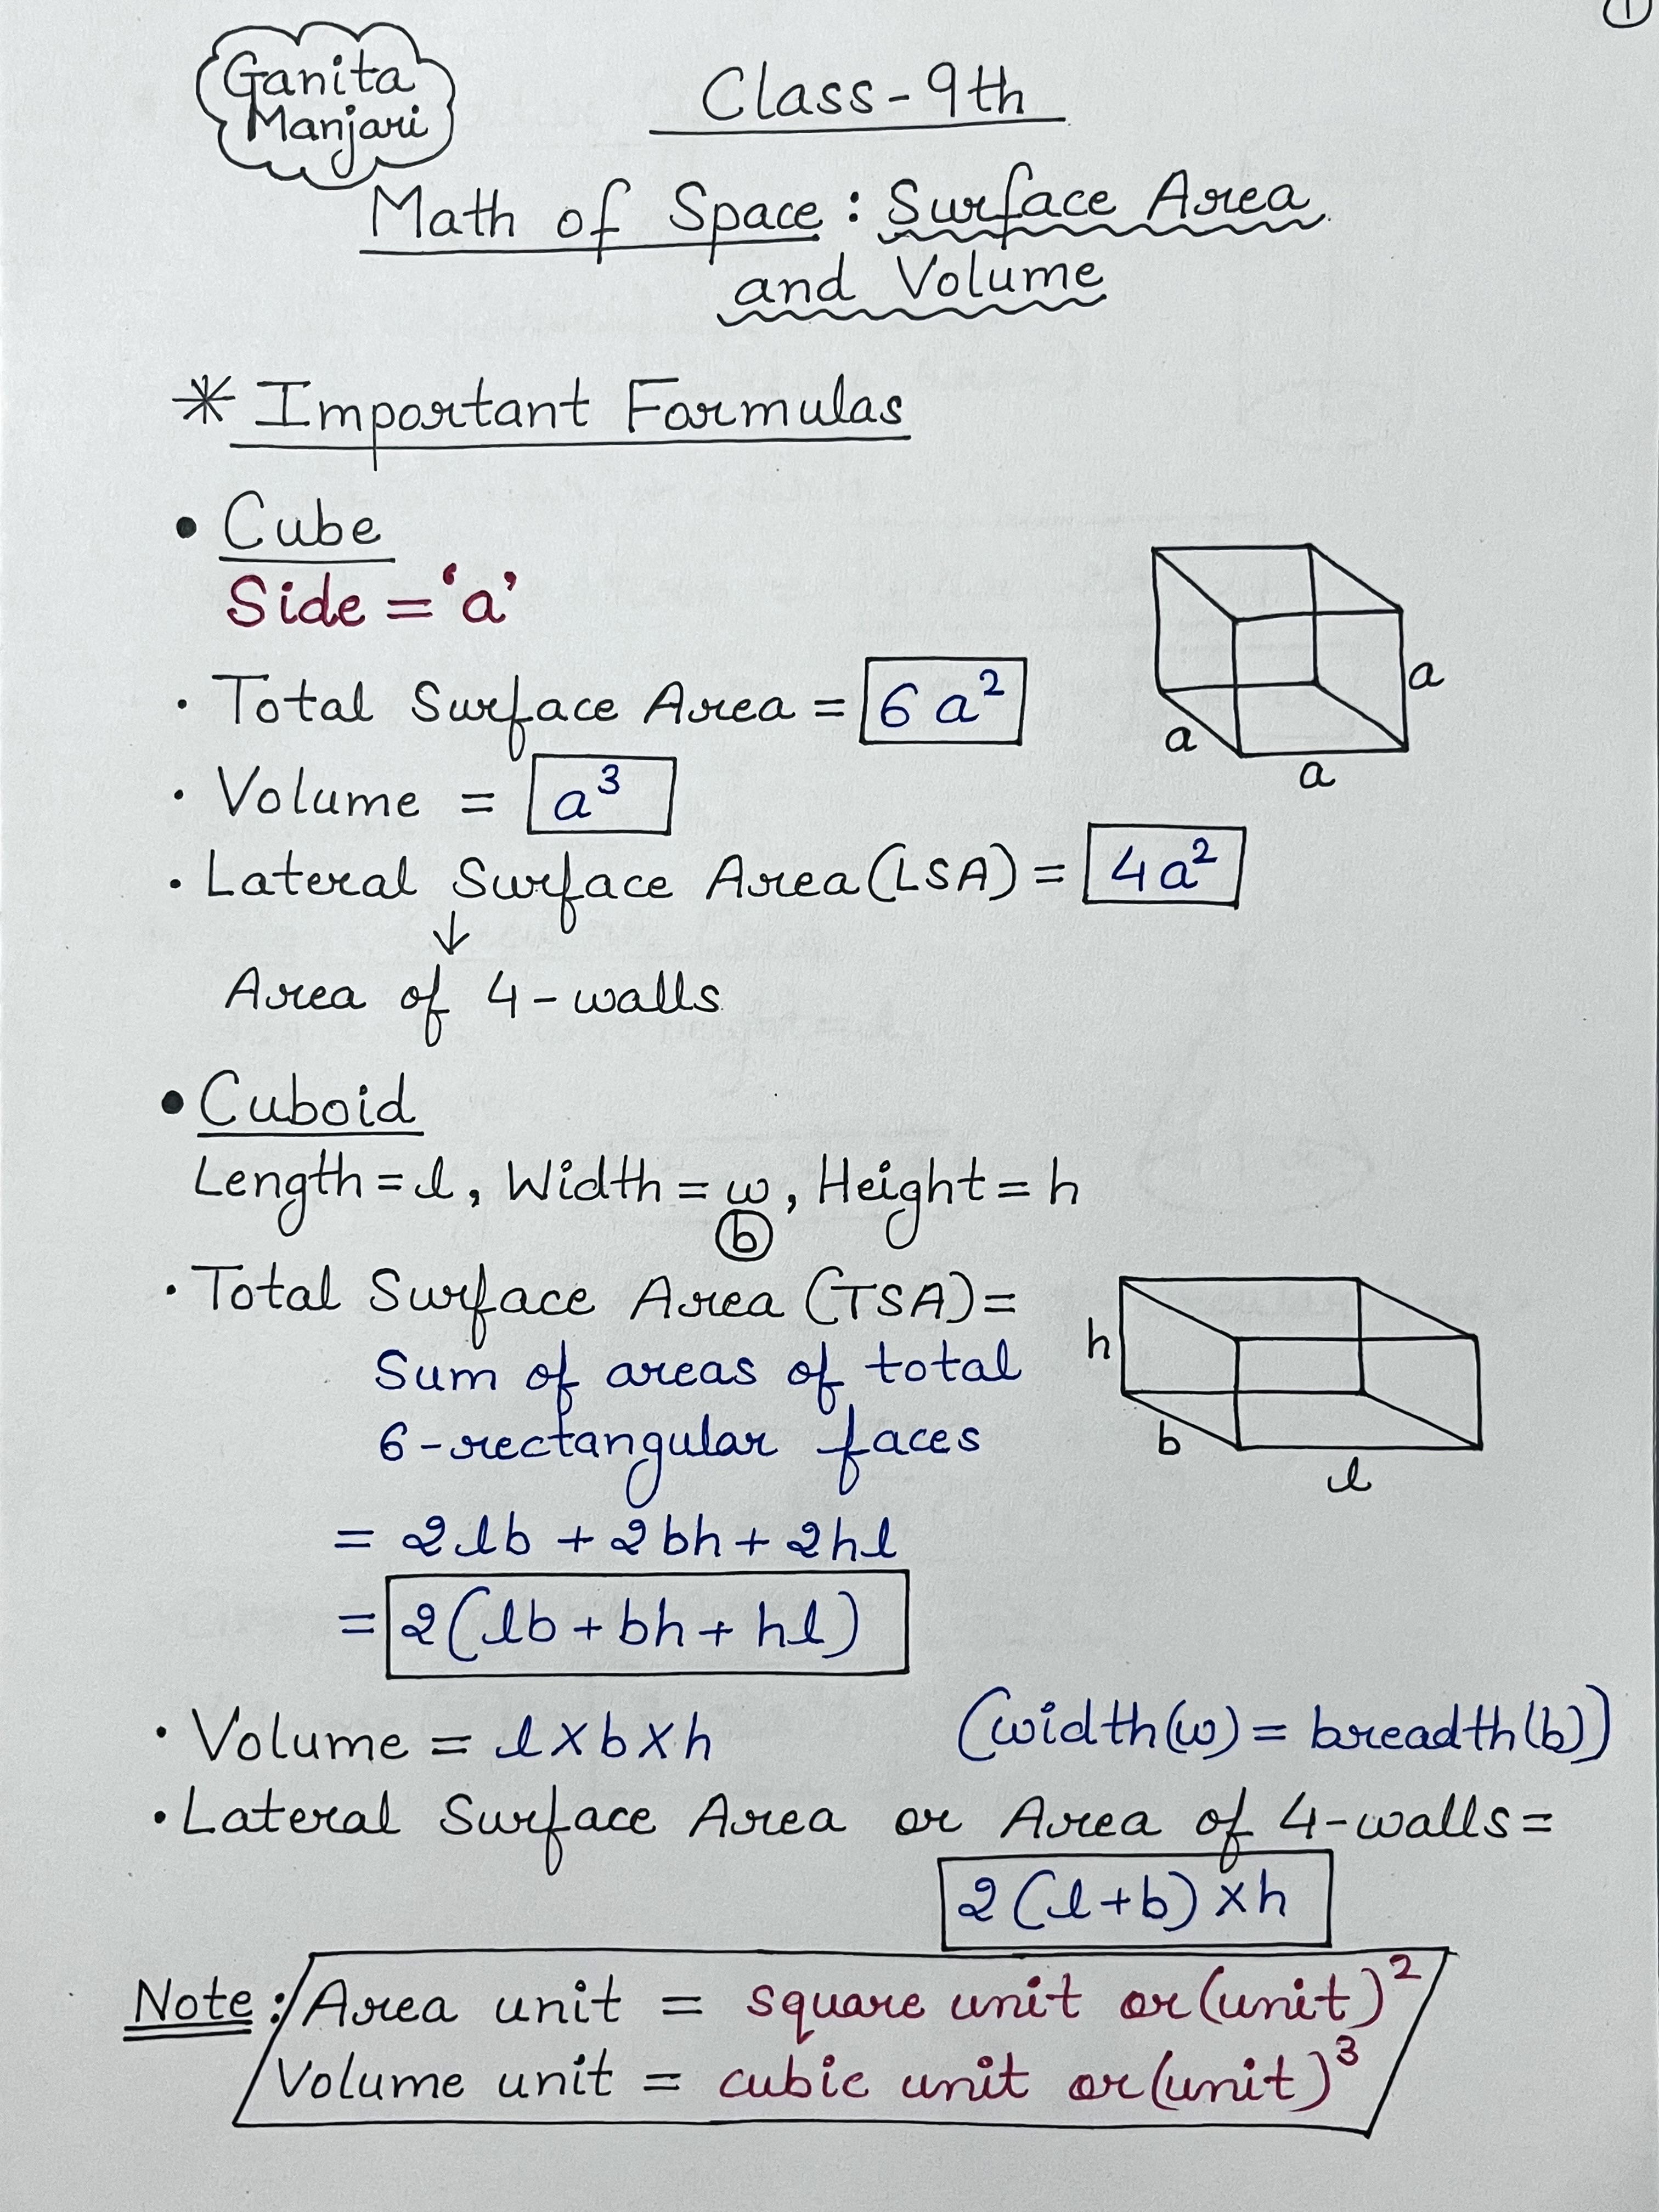 ①
Ganita
Manjari
Class-9th
Math of Space : Surface Area
and Volume
* Important Formulas
• Cube
Side = 'a'
• Total Surface Area = 6a²
• Volume = a³
• Lateral Surface Area (LSA) = 4a²
↓
Area of 4-walls
a
a
a
• Cuboid
Length = l, Width = w, Height = h
ⓑ
• Total Surface Area (TSA) =
Sum of areas of total
6-rectangular faces
= 2lb + 2bh + 2hl
= 2(lb + bh + hl)
h
b
l
• Volume = l×b×h (width(w) = breadth(b))
• Lateral Surface Area or Area of 4-walls =
2(l+b)×h
Note: Area unit = square unit or (unit)²
Volume unit = cubic unit or (unit)³